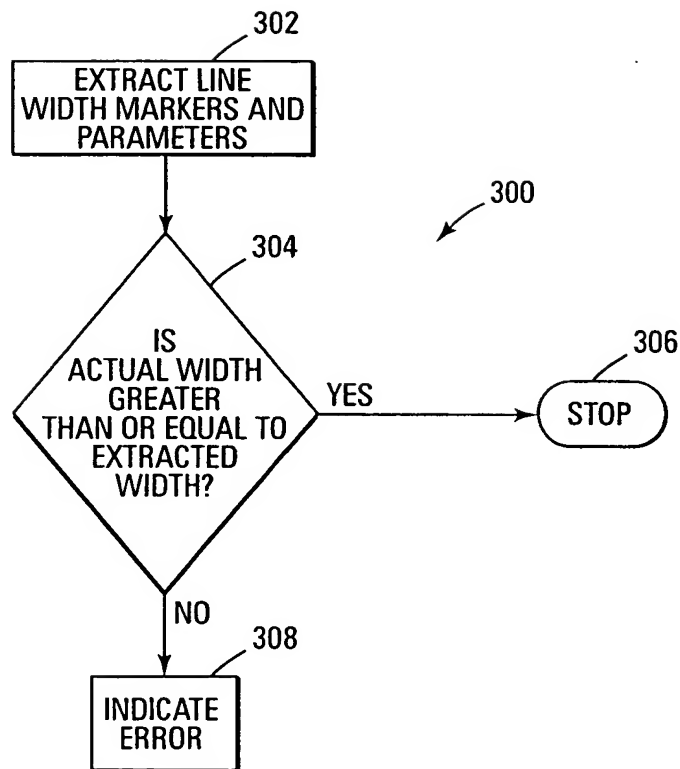 302
EXTRACT LINE
WIDTH MARKERS AND
PARAMETERS
300
304
IS
ACTUAL WIDTH
GREATER
THAN OR EQUAL TO
EXTRACTED
WIDTH?
YES
306
STOP
NO
308
INDICATE
ERROR